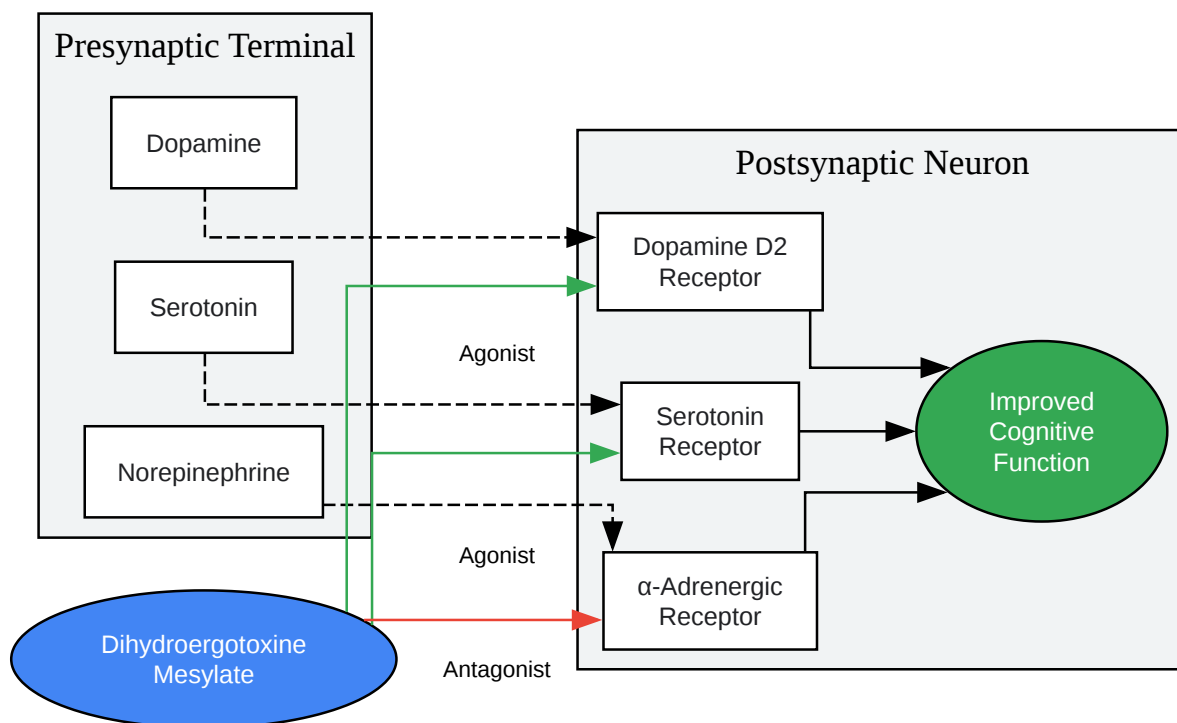 Presynaptic Terminal
Dopamine
Serotonin
Norepinephrine
Dihydroergotoxine
Mesylate
Agonist
Agonist
Antagonist
Postsynaptic Neuron
Dopamine D2
Receptor
Serotonin
Receptor
α-Adrenergic
Receptor
Improved
Cognitive
Function